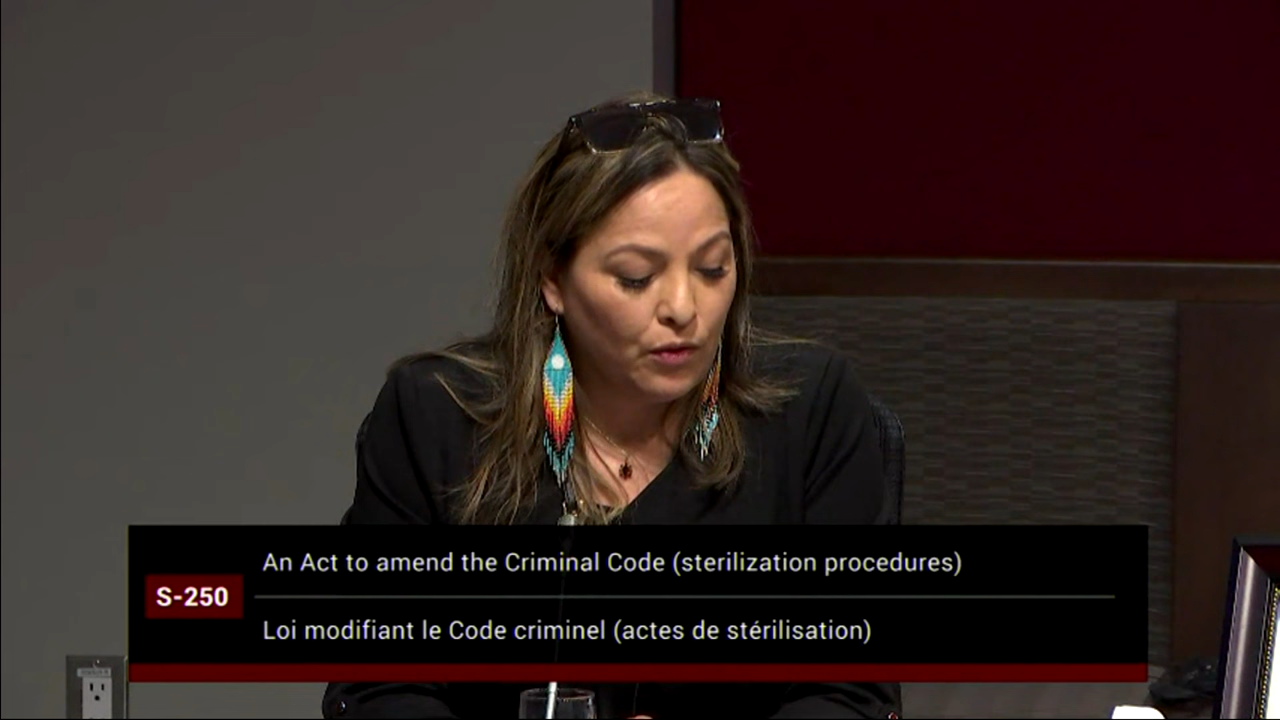 An Act to amend the Criminal Code (sterilization procedures)
S-250
Loi modifiant le Code criminel (actes de stérilisation)